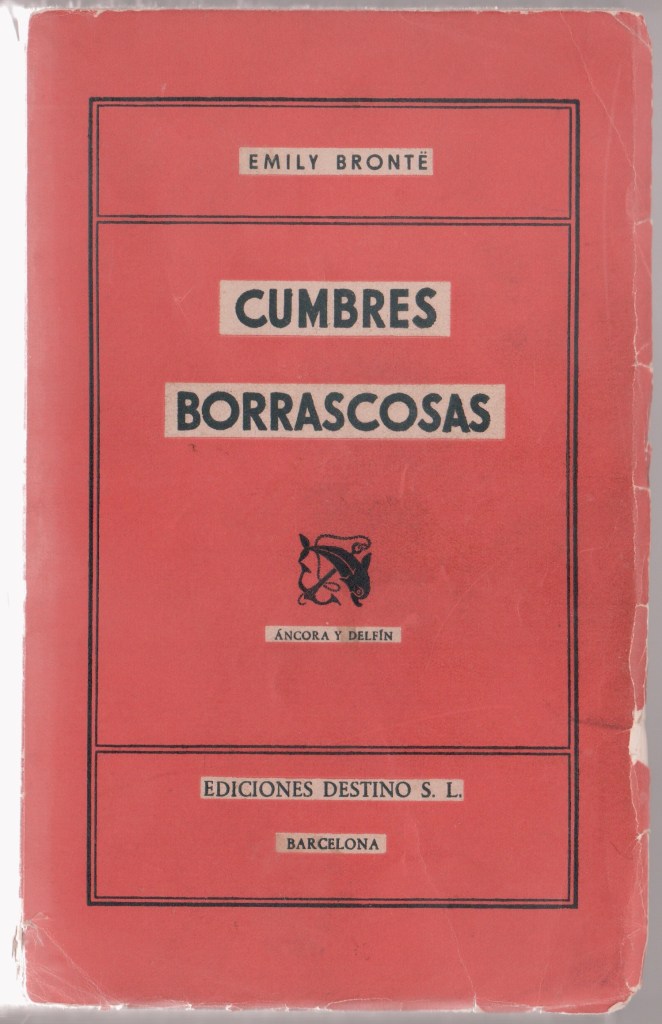 EMILY BRONTË
CUMBRES
BORRASCOSAS
ÁNCORA Y DELFÍN
EDICIONES DESTINO S. L.
BARCELONA